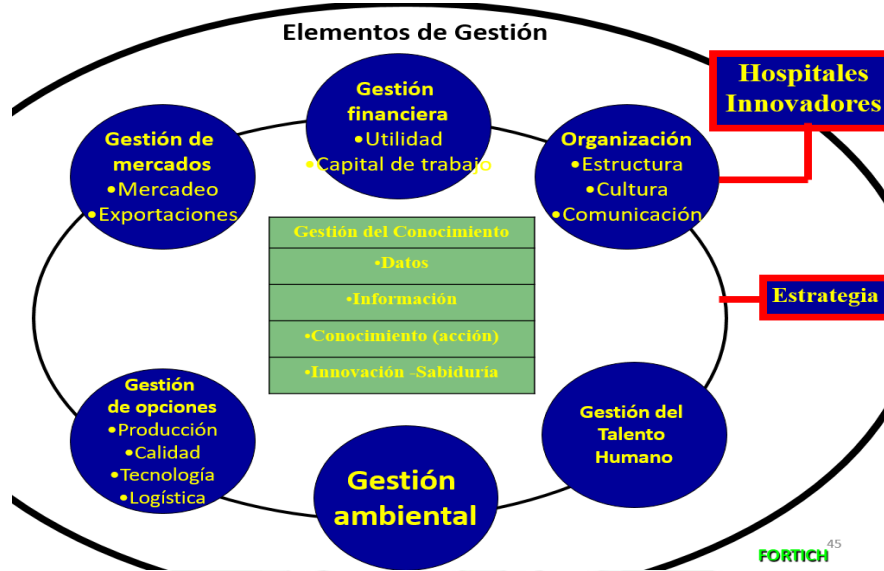 Elementos de Gestión
Hospitales
Innovadores
Gestión
financiera
•Utilidad
•Capital de trabajo
Gestión de
mercados
•Mercadeo
•Exportaciones
Organización
•Estructura
•Cultura
•Comunicación
Gestión del Conocimiento
•Datos
•Información
•Conocimiento (acción)
•Innovación -Sabiduría
Estrategia
Gestión
de opciones
•Producción
•Calidad
•Tecnología
•Logística
Gestión
ambiental
Gestión del
Talento
Humano
FORTICH
45